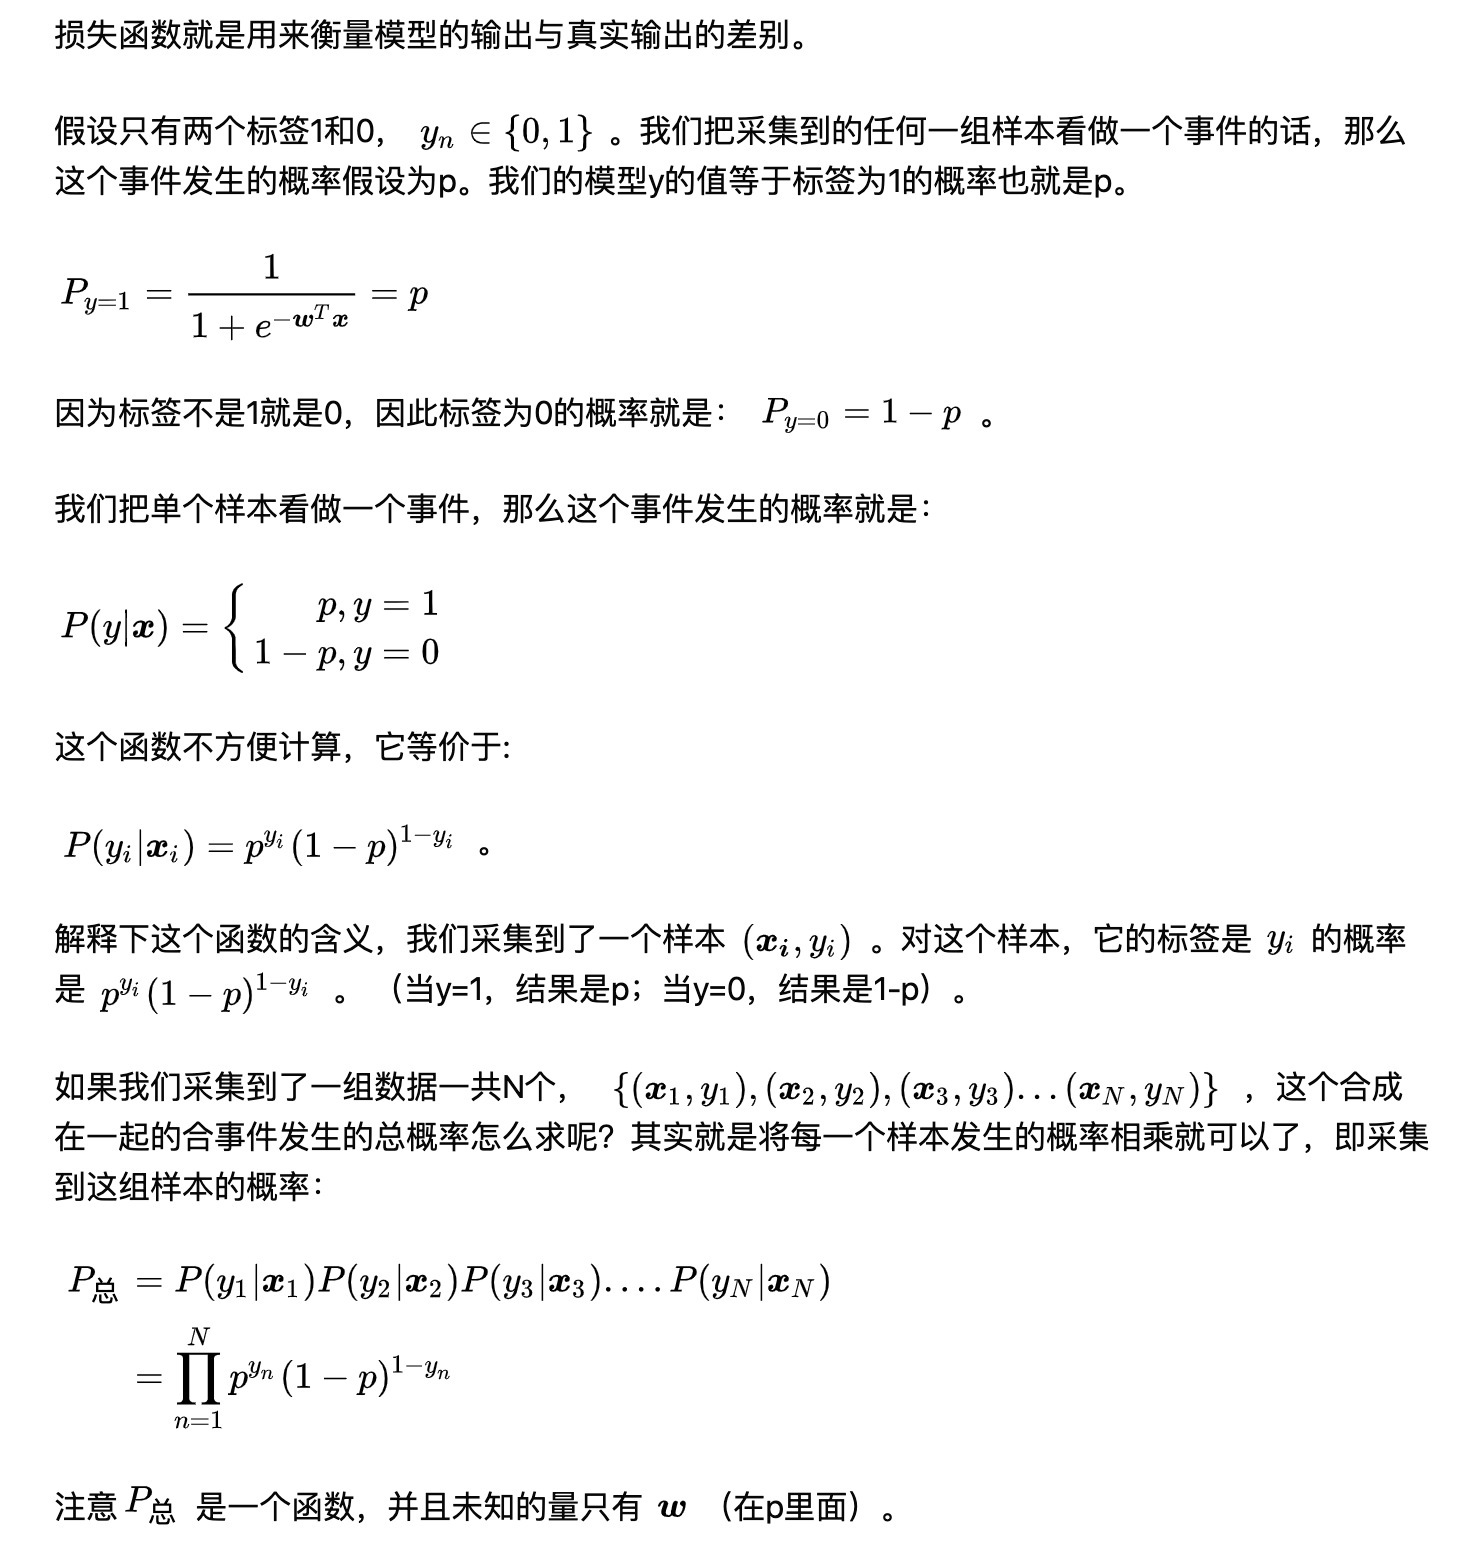 损失函数就是用来衡量模型的输出与真实输出的差别。
假设只有两个标签1和0， $y_n \in \{0, 1\}$ 。我们把采集到的任何一组样本看做一个事件的话，那么
这个事件发生的概率假设为p。我们的模型y的值等于标签为1的概率也就是p。
$P_{y=1} = \frac{1}{1+e^{-\boldsymbol{w}^T\boldsymbol{x}}} = p$
因为标签不是1就是0，因此标签为0的概率就是： $P_{y=0} = 1 - p$ 。
我们把单个样本看做一个事件，那么这个事件发生的概率就是：
$P(y|\boldsymbol{x}) = \left\{ \begin{array}{r} p, y = 1 \\ 1 - p, y = 0 \end{array} \right.$
这个函数不方便计算，它等价于:
$P(y_i|\boldsymbol{x}_i) = p^{y_i}(1 - p)^{1-y_i}$ 。
解释下这个函数的含义，我们采集到了一个样本 $(\boldsymbol{x_i}, y_i)$ 。对这个样本，它的标签是 $y_i$ 的概率
是 $p^{y_i}(1 - p)^{1-y_i}$ 。 （当y=1，结果是p；当y=0，结果是1-p）。
如果我们采集到了一组数据一共N个， $\{(\boldsymbol{x}_1, y_1), (\boldsymbol{x}_2, y_2), (\boldsymbol{x}_3, y_3)...(\boldsymbol{x}_N, y_N)\}$ ，这个合成
在一起的合事件发生的总概率怎么求呢？其实就是将每一个样本发生的概率相乘就可以了，即采集
到这组样本的概率：
$P_{总} = P(y_1|\boldsymbol{x}_1)P(y_2|\boldsymbol{x}_2)P(y_3|\boldsymbol{x}_3)....P(y_N|\boldsymbol{x}_N)$
$= \prod_{n=1}^{N} p^{y_n}(1 - p)^{1-y_n}$
注意 $P_{总}$ 是一个函数，并且未知的量只有 $\boldsymbol{w}$ （在p里面）。